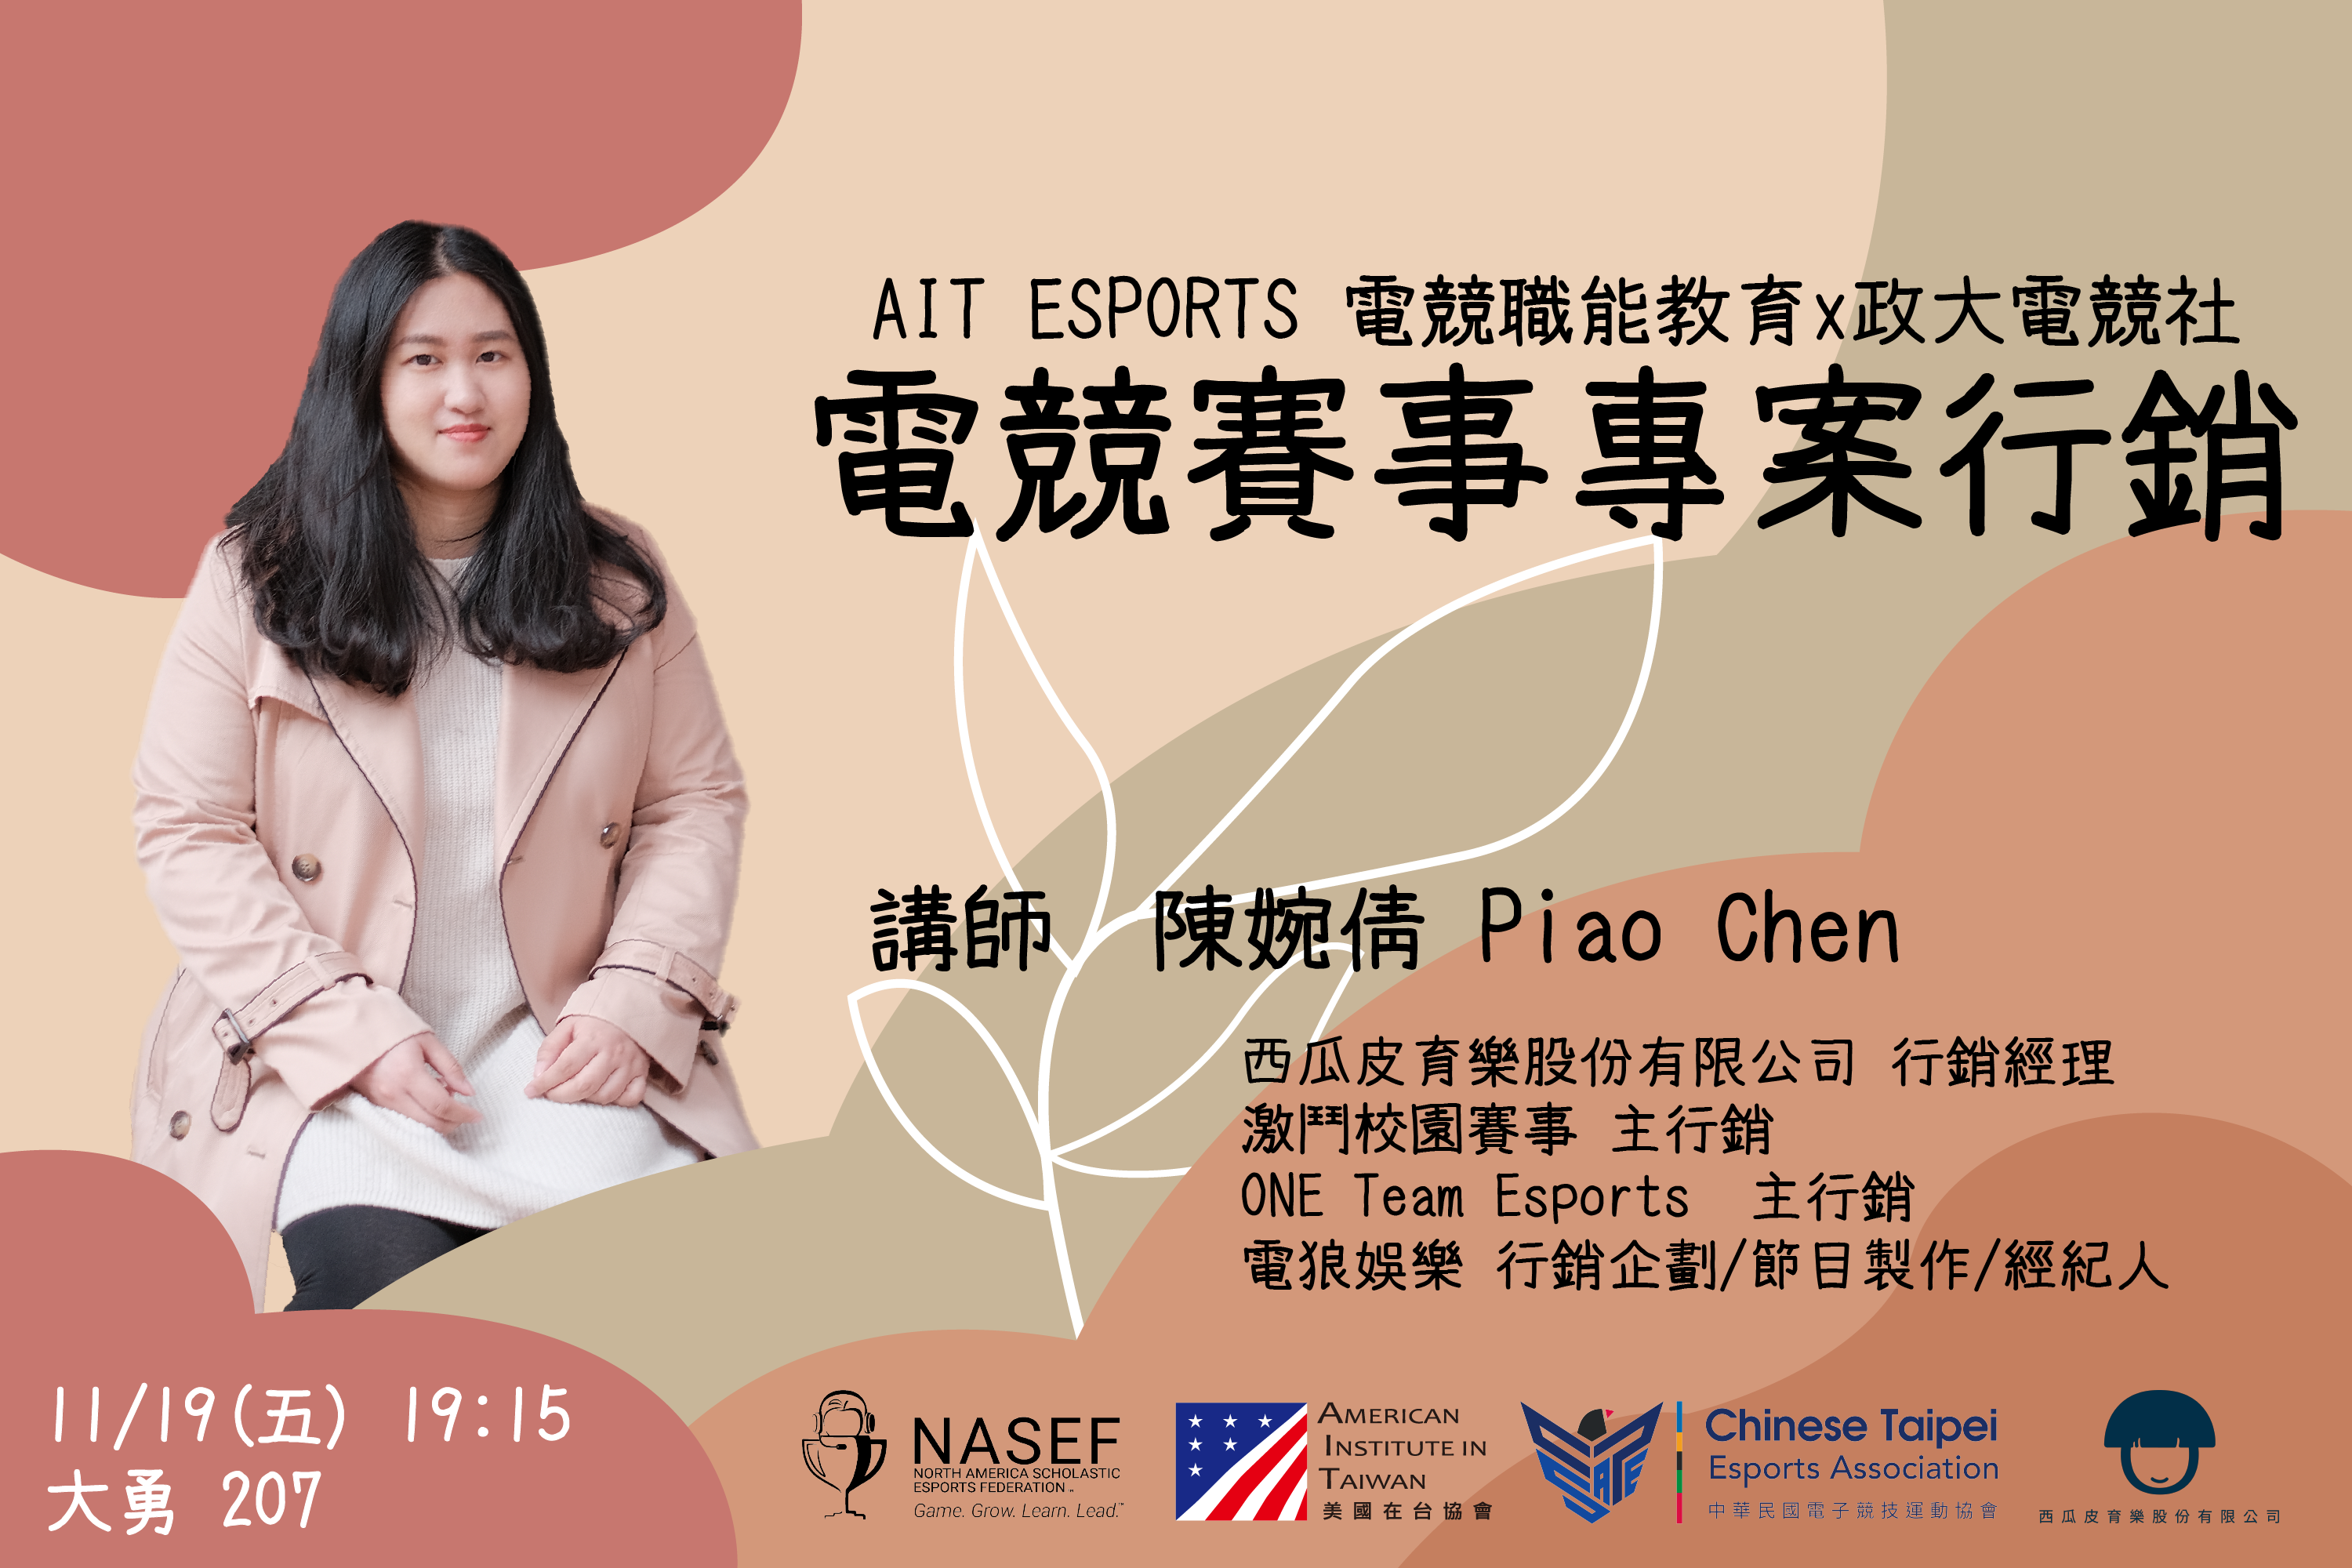 AIT ESPORTS 電競職能教育x政大電競社
電競賽事專案行銷
講師 陳婉倩 Piao Chen
西瓜皮育樂股份有限公司 行銷經理
激鬥校園賽事 主行銷
ONE Team Esports 主行銷
電狼娛樂 行銷企劃/節目製作/經紀人
11/19(五) 19:15
大勇 207
NASEF
NORTH AMERICA SCHOLASTIC
ESPORTS FEDERATION
Game. Grow. Learn. Lead.™
AMERICAN
INSTITUTE IN
TAIWAN
美國在台協會
Chinese Taipei
Esports Association
中華民國電子競技運動協會
西瓜皮育樂股份有限公司